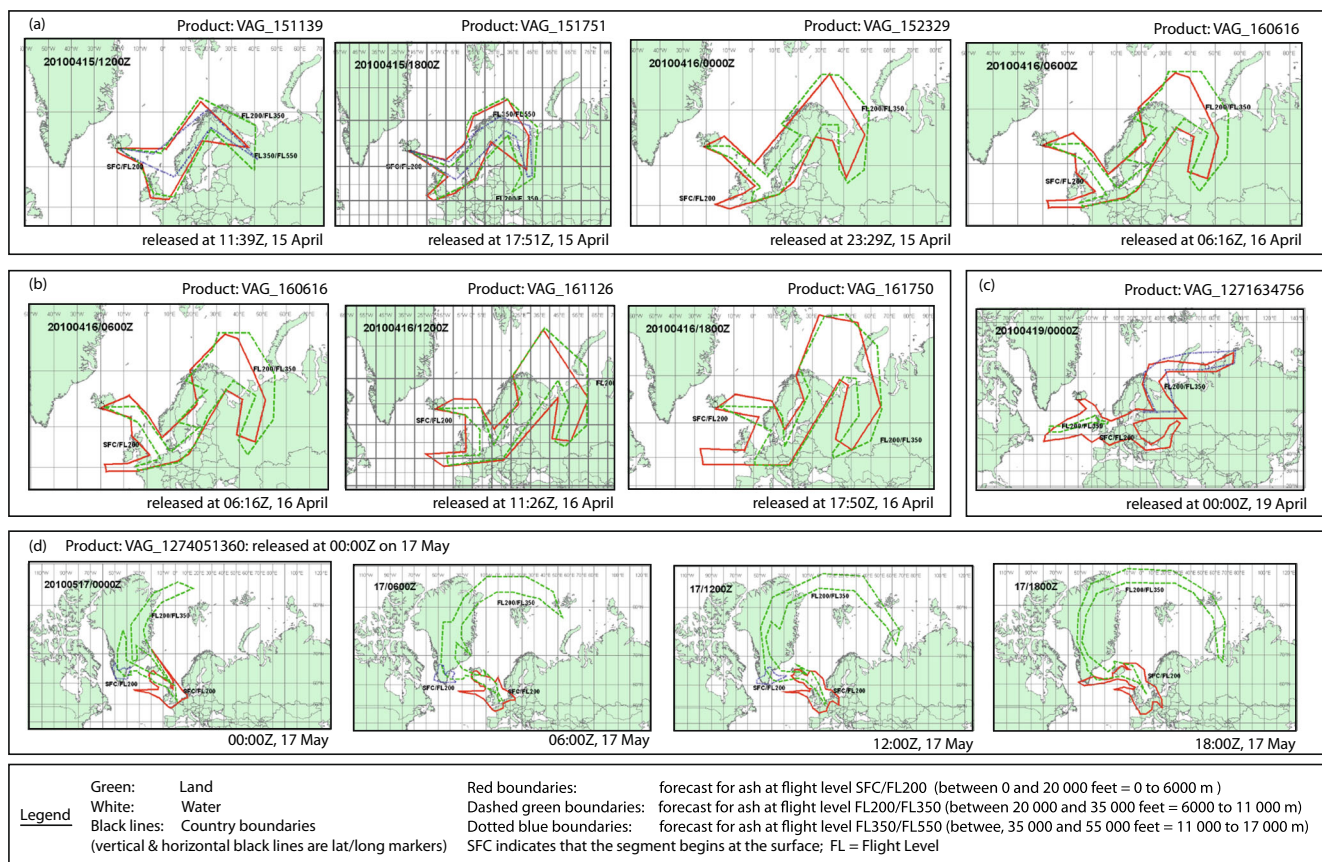 (a)
Product: VAG_151139
Product: VAG_151751
Product: VAG_152329
Product: VAG_160616
20100415/1200Z
20100415/1800Z
20100416/0000Z
20100416/0600Z
FL200/FL350
FL350/FL550
SFC/FL200
FL350/FL550
SFC/FL200
FL200/FL350
FL200/FL350
SFC/FL200
FL200/FL350
SFC/FL200
released at 11:39Z, 15 April
released at 17:51Z, 15 April
released at 23:29Z, 15 April
released at 06:16Z, 16 April
(b)
Product: VAG_160616
Product: VAG_161126
Product: VAG_161750
20100416/0600Z
20100416/1200Z
20100416/1800Z
FL200/FL350
SFC/FL200
FL200
SFC/FL200
SFC/FL200
FL200/FL350
released at 06:16Z, 16 April
released at 11:26Z, 16 April
released at 17:50Z, 16 April
(c)
Product: VAG_1271634756
20100419/0000Z
FL200/FL350
FL200/FL350
SFC/FL200
released at 00:00Z, 19 April
(d) Product: VAG_1274051360: released at 00:00Z on 17 May
20100517/0000Z
17/0600Z
17/1200Z
17/1800Z
FL200/FL350
SFC/FL200
SFC/FL200
FL200/FL350
SFC/FL200
SFC/FL200
FL200/FL350
SFC/FL200
SFC/FL200
FL200/FL350
SFC/FL200
00:00Z, 17 May
06:00Z, 17 May
12:00Z, 17 May
18:00Z, 17 May
Legend
Green: Land
White: Water
Black lines: Country boundaries
(vertical & horizontal black lines are lat/long markers)
Red boundaries: forecast for ash at flight level SFC/FL200 (between 0 and 20 000 feet = 0 to 6000 m )
Dashed green boundaries: forecast for ash at flight level FL200/FL350 (between 20 000 and 35 000 feet = 6000 to 11 000 m)
Dotted blue boundaries: forecast for ash at flight level FL350/FL550 (betwee, 35 000 and 55 000 feet = 11 000 to 17 000 m)
SFC indicates that the segment begins at the surface; FL = Flight Level